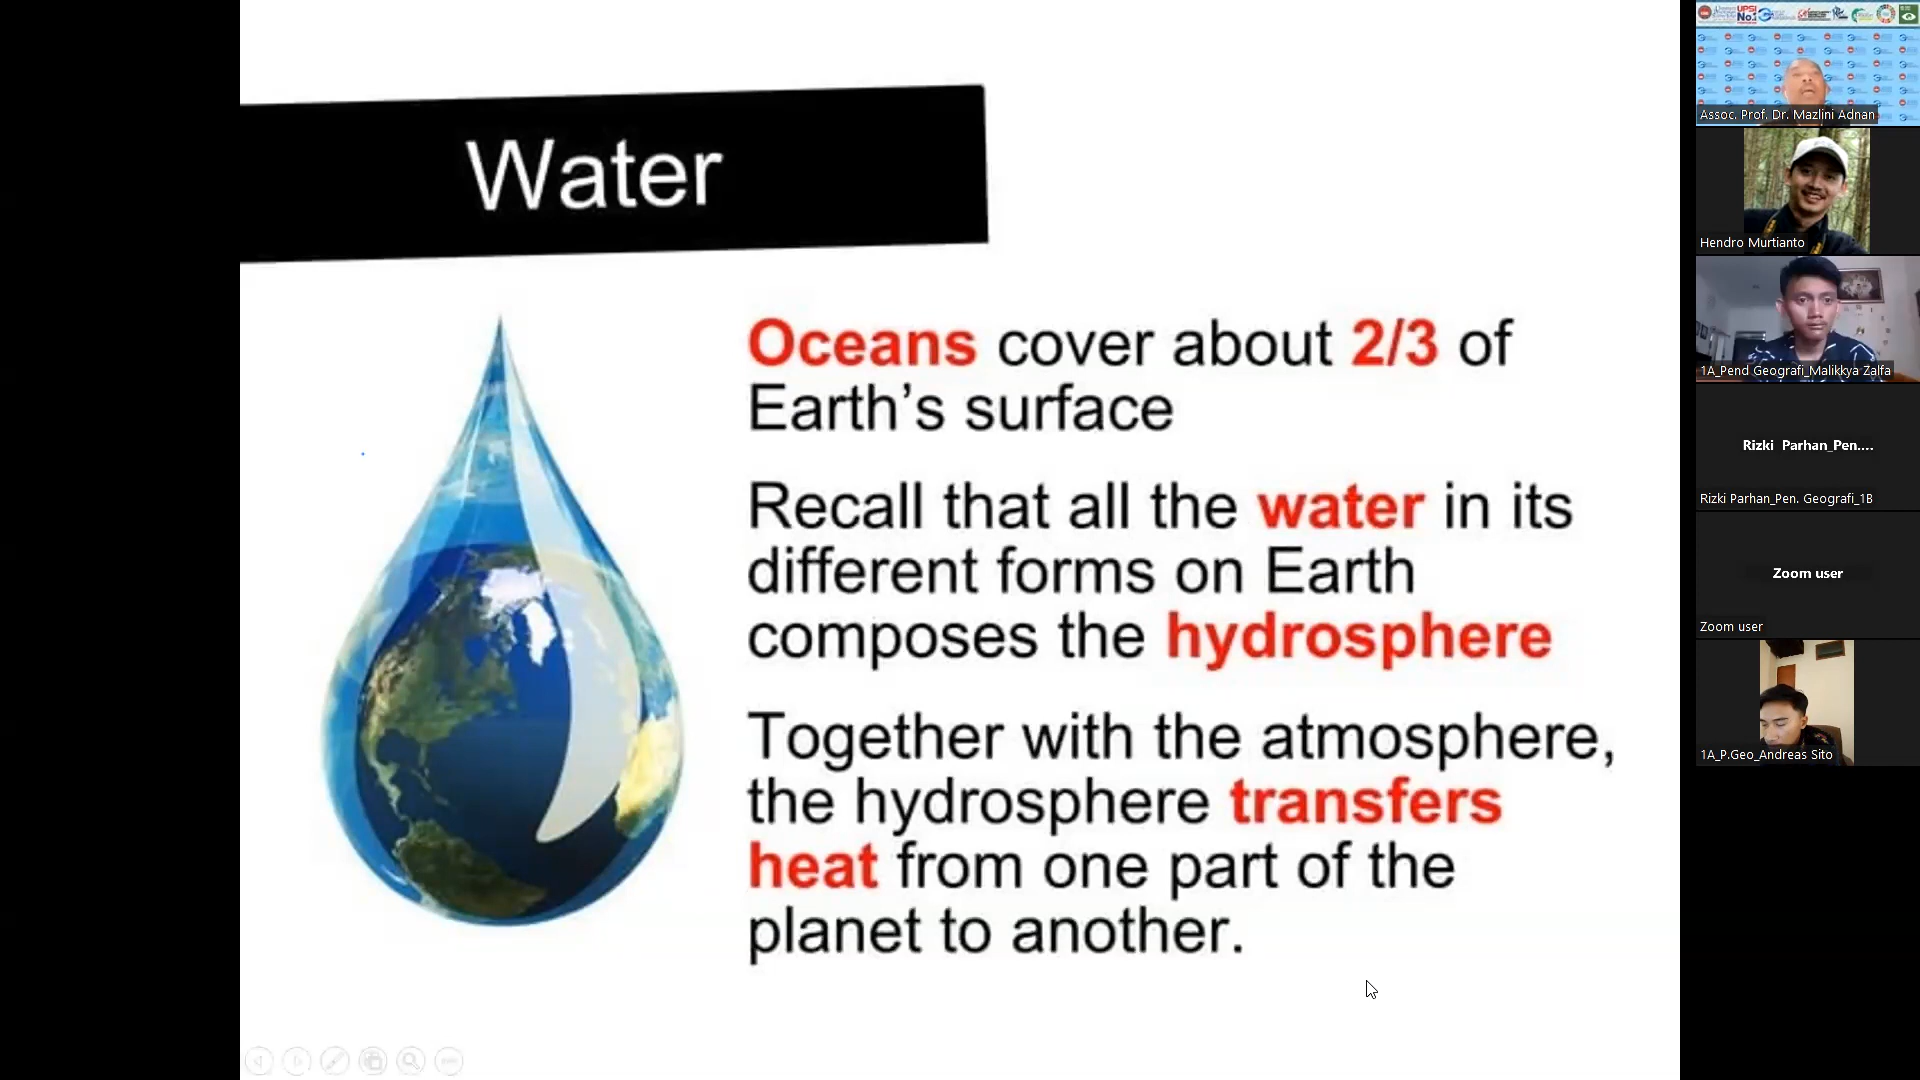 Water
Oceans cover about 2/3 of
Earth’s surface
Recall that all the water in its
different forms on Earth
composes the hydrosphere
Together with the atmosphere,
the hydrosphere transfers
heat from one part of the
planet to another.
UPSI
No.1
Assoc. Prof. Dr. Mazlini Adnan
Hendro Murtianto
1A_Pend Geografi_Malikkya Zalfa
Rizki Parhan_Pen....
Rizki Parhan_Pen. Geografi_1B
Zoom user
Zoom user
1A_P.Geo_Andreas Sito